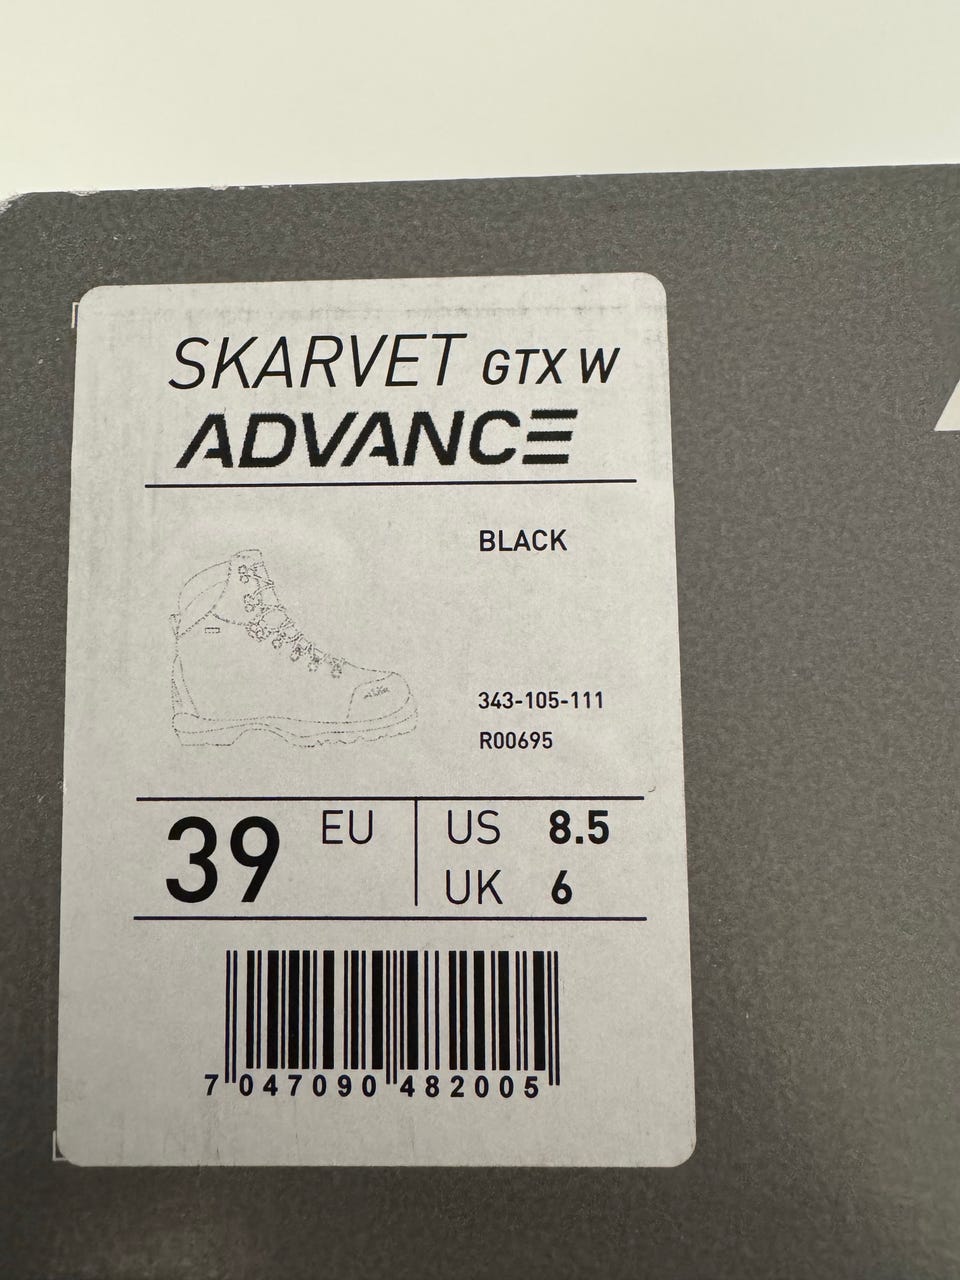 SKARVET GTX W
ADVANCE
BLACK
343-105-111
R00695
39 EU
US 8.5
UK 6
7 047090 482005